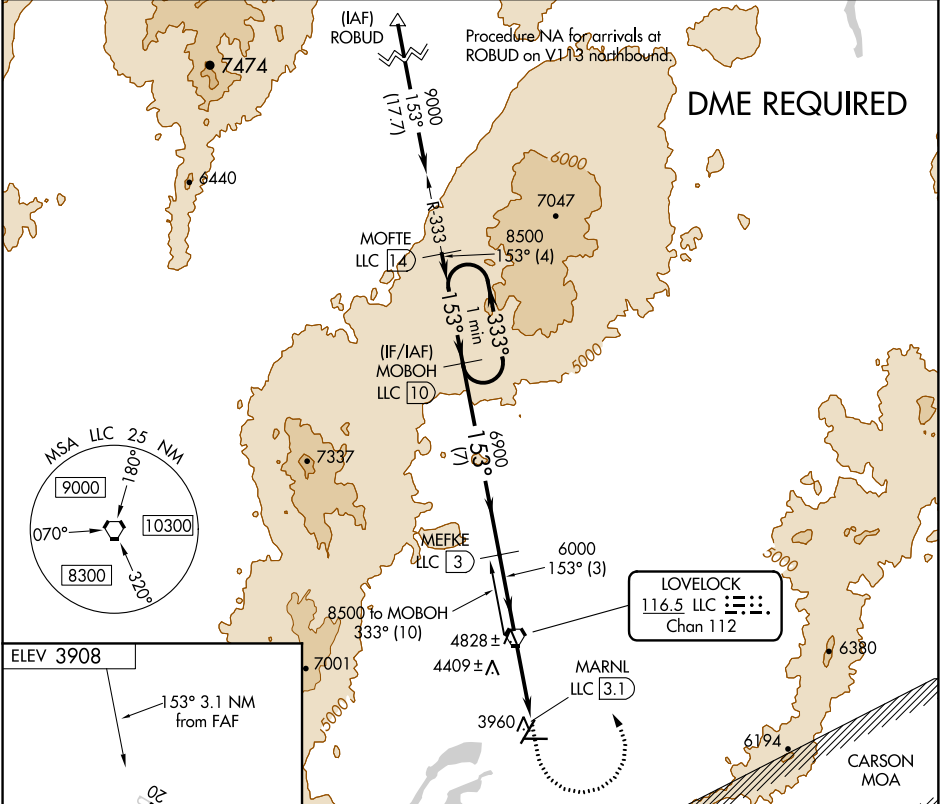 (IAF)
ROBUD
Procedure NA for arrivals at
ROBUD on V113 northbound.
7474
9000
153°
(17.7)
DME REQUIRED
6440
6000
7047
R-333
MOFTE
LLC 14
8500
153° (4)
153°
1 min
333°
(IF/IAF)
MOBOH
LLC 10
5000
6900
153°
(7)
7337
MSA LLC 25 NM
180°
9000
070°
10300
8300
320°
MEFKE
LLC 3
6000
153° (3)
5000
8500 to MOBOH
333° (10)
LOVELOCK
116.5 LLC
Chan 112
4828 ±
4409 ±
6380
ELEV 3908
7001
MARNL
LLC 3.1
153° 3.1 NM
from FAF
5000
3960
6194
CARSON
MOA
20